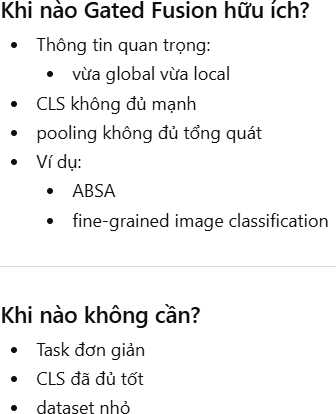 Khi nào Gated Fusion hữu ích?
• Thông tin quan trọng:
• vừa global vừa local
• CLS không đủ mạnh
• pooling không đủ tổng quát
• Ví dụ:
• ABSA
• fine-grained image classification
Khi nào không cần?
• Task đơn giản
• CLS đã đủ tốt
• dataset nhỏ